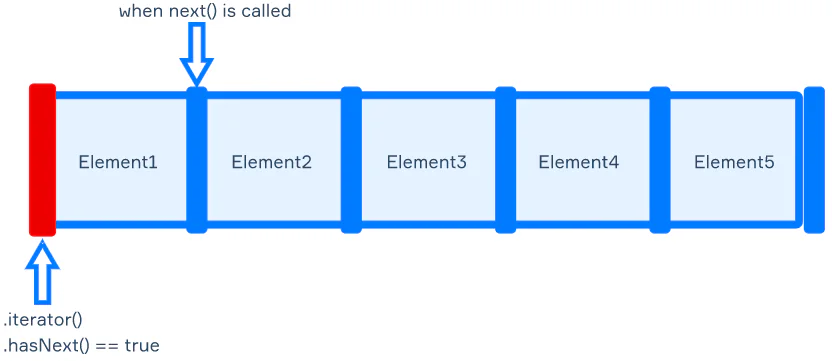 when next() is called
Element1
Element2
Element3
Element4
Element5
.iterator()
.hasNext() == true